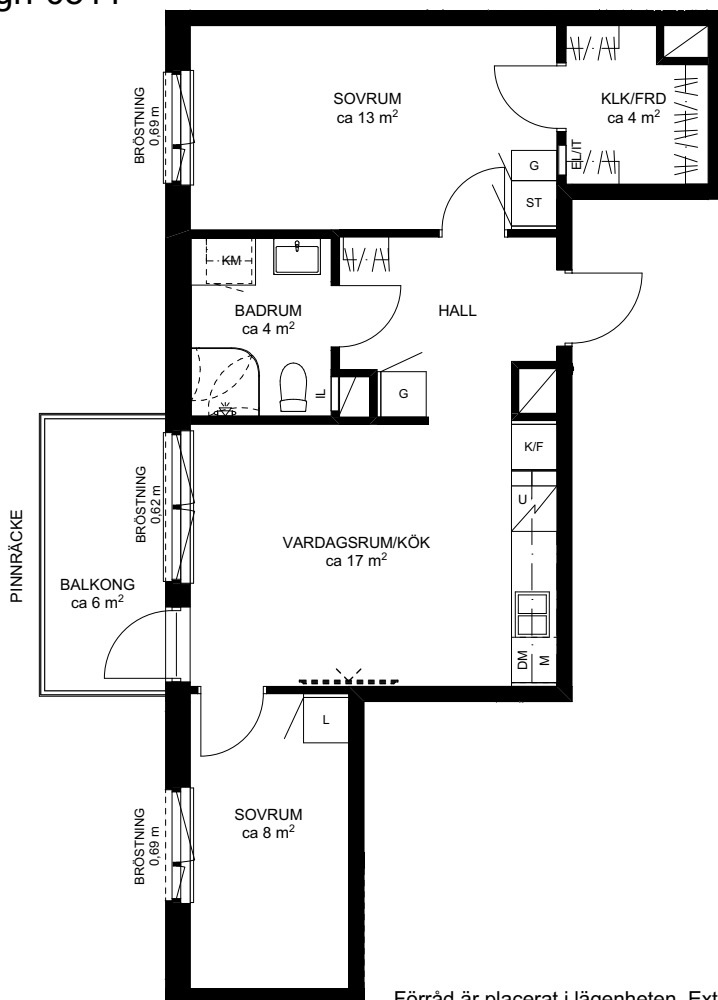 SOVRUM
ca 13 m²
KLK/FRD
ca 4 m²
BRÖSTNING
0,69 m
EL/IT
G
ST
KM
BADRUM
ca 4 m²
HALL
IL
G
K/F
BRÖSTNING
0,62 m
U
PINNRÄCKE
VARDAGSRUM/KÖK
ca 17 m²
BALKONG
ca 6 m²
DM
M
L
BRÖSTNING
0,69 m
SOVRUM
ca 8 m²
Förråd är placerat i lägenheten.